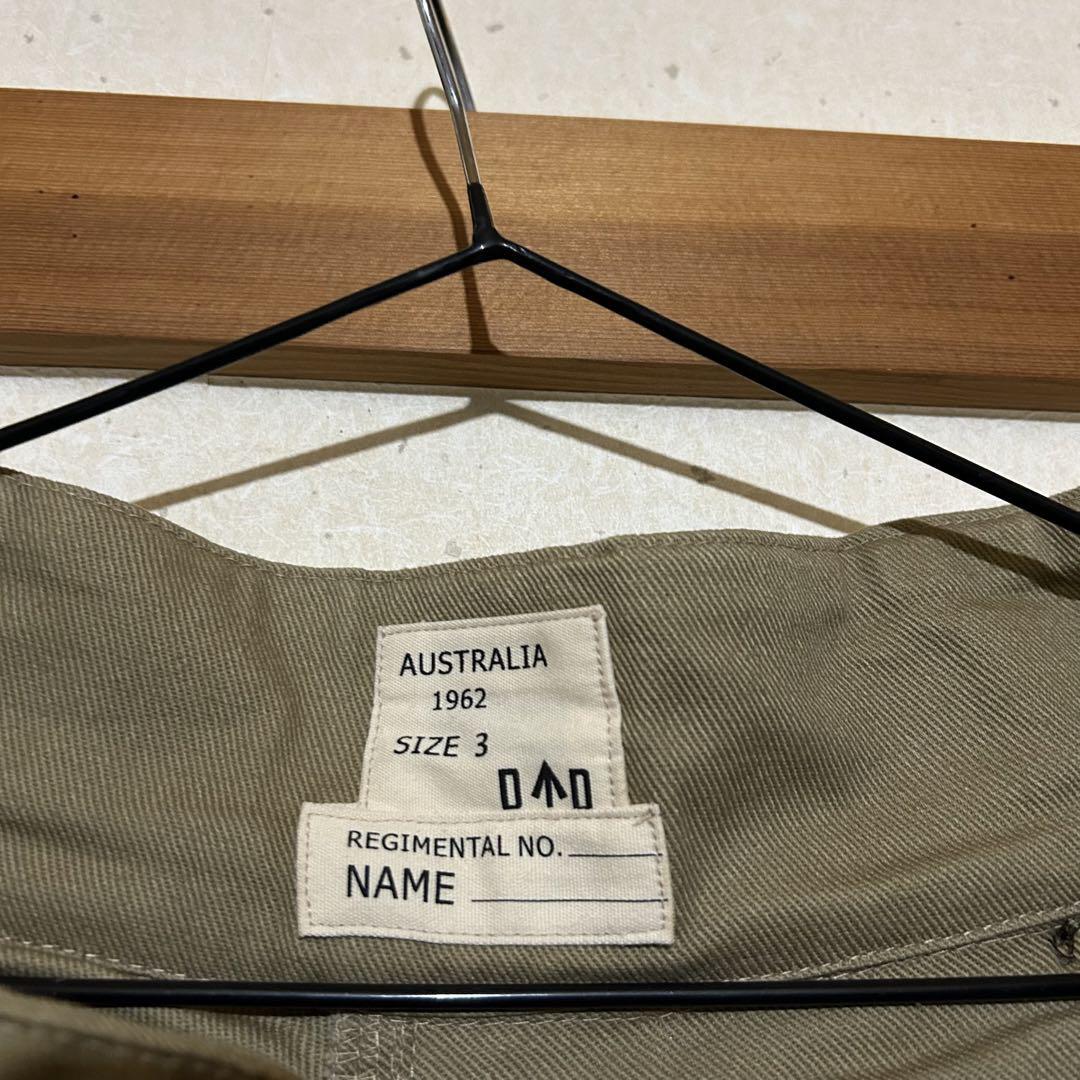 AUSTRALIA
1962
SIZE 3
D↑D
REGIMENTAL NO.
NAME